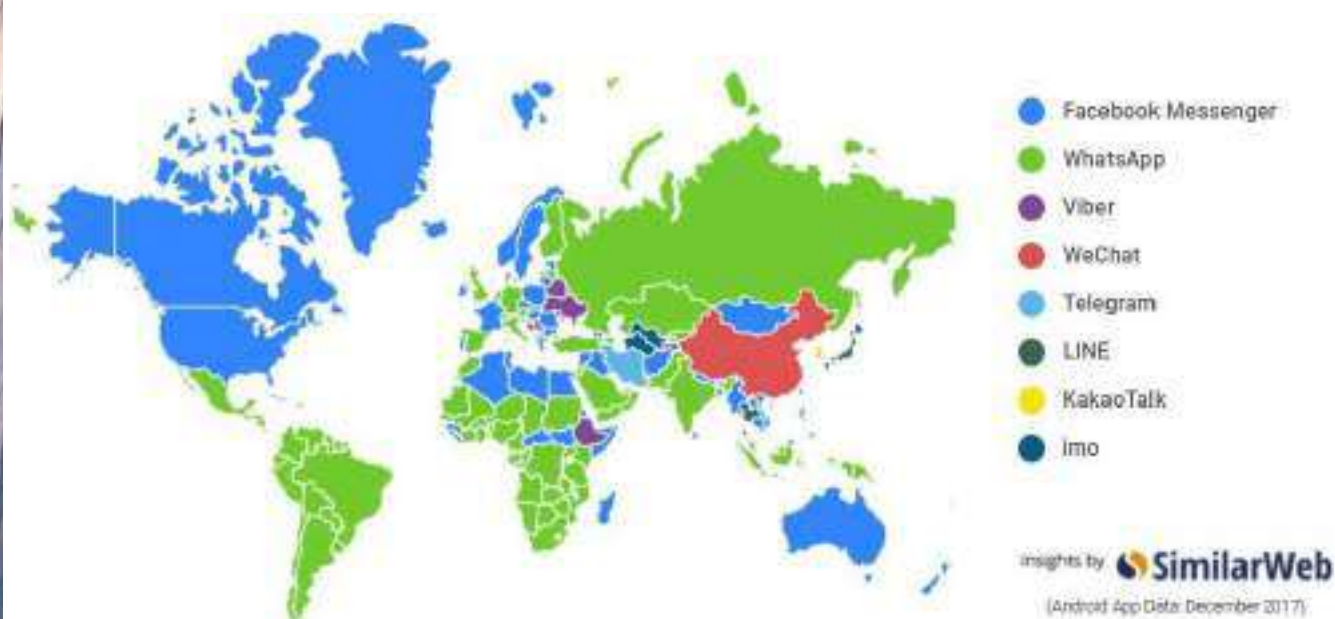 Facebook Messenger
WhatsApp
Viber
WeChat
Telegram
LINE
KakaoTalk
imo
insights by SimilarWeb
(Android App Data: December 2017)